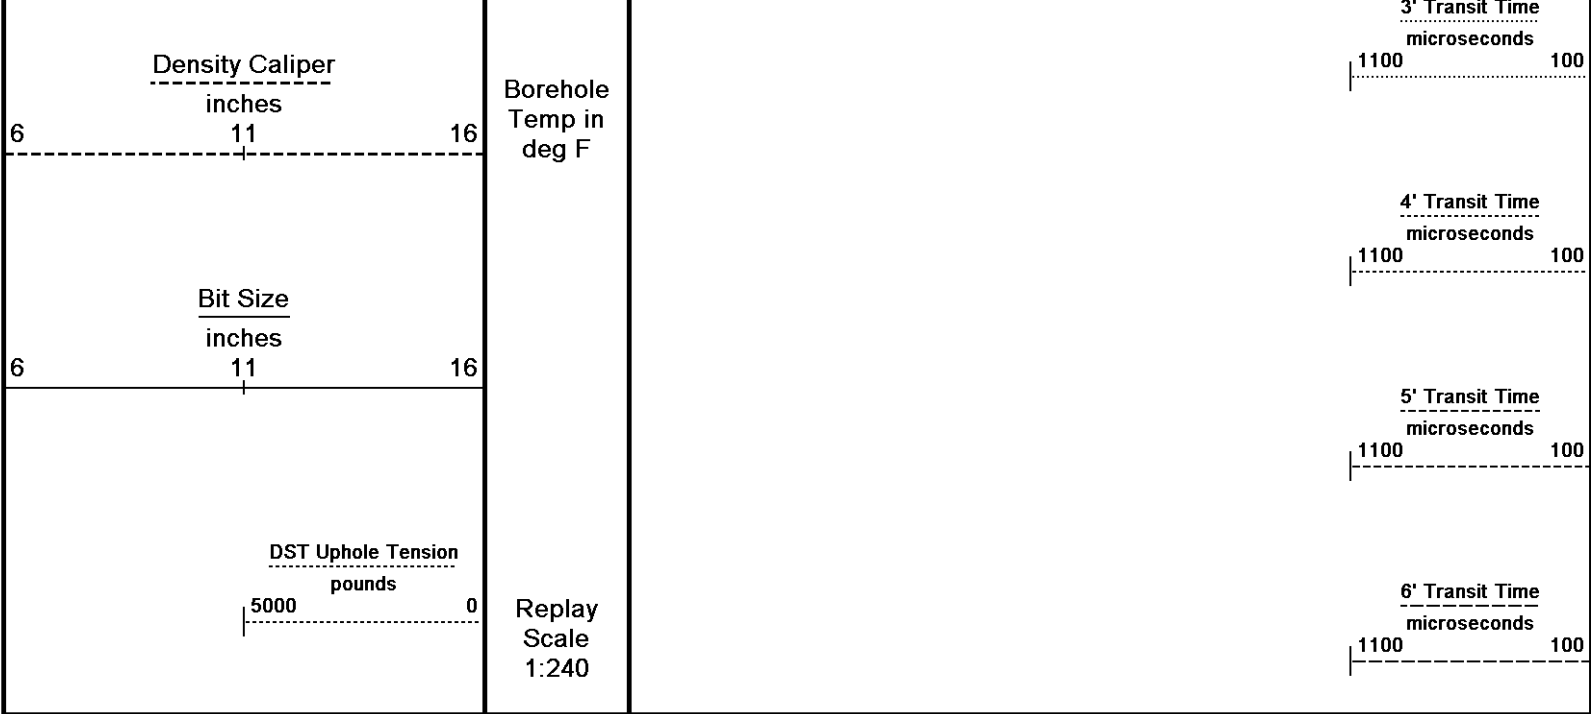 Density Caliper
inches
6 11 16
Bit Size
inches
6 11 16
DST Uphole Tension
pounds
5000 0
Borehole
Temp in
deg F
Replay
Scale
1:240
3' Transit Time
microseconds
1100 100
4' Transit Time
microseconds
1100 100
5' Transit Time
microseconds
1100 100
6' Transit Time
microseconds
1100 100